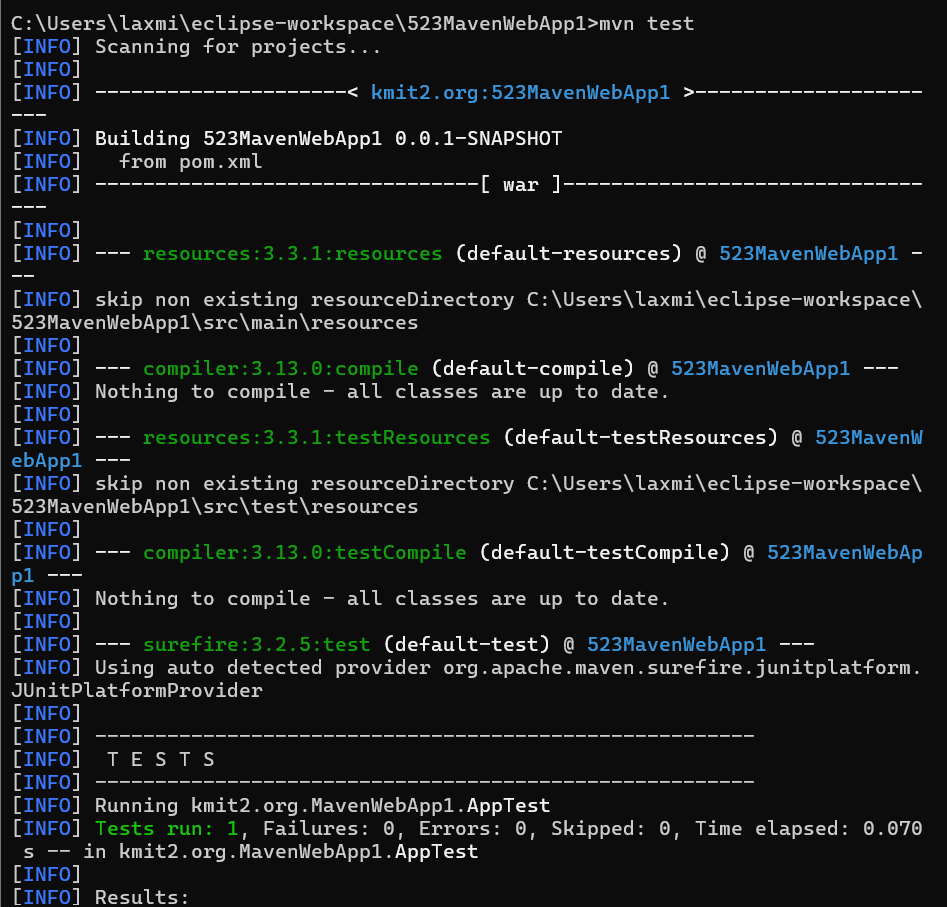 C:\Users\laxmi\eclipse-workspace\523MavenWebApp1>mvn test
[INFO] Scanning for projects...
[INFO]
[INFO] ---------------------< kmit2.org:523MavenWebApp1 >-------------------
---
[INFO] Building 523MavenWebApp1 0.0.1-SNAPSHOT
[INFO]   from pom.xml
[INFO] --------------------------------[ war ]------------------------------
---
[INFO]
[INFO] --- resources:3.3.1:resources (default-resources) @ 523MavenWebApp1 -
--
[INFO] skip non existing resourceDirectory C:\Users\laxmi\eclipse-workspace\
523MavenWebApp1\src\main\resources
[INFO]
[INFO] --- compiler:3.13.0:compile (default-compile) @ 523MavenWebApp1 ---
[INFO] Nothing to compile - all classes are up to date.
[INFO]
[INFO] --- resources:3.3.1:testResources (default-testResources) @ 523MavenW
ebApp1 ---
[INFO] skip non existing resourceDirectory C:\Users\laxmi\eclipse-workspace\
523MavenWebApp1\src\test\resources
[INFO]
[INFO] --- compiler:3.13.0:testCompile (default-testCompile) @ 523MavenWebAp
p1 ---
[INFO] Nothing to compile - all classes are up to date.
[INFO]
[INFO] --- surefire:3.2.5:test (default-test) @ 523MavenWebApp1 ---
[INFO] Using auto detected provider org.apache.maven.surefire.junitplatform.
JUnitPlatformProvider
[INFO]
[INFO] -------------------------------------------------------
[INFO]  T E S T S
[INFO] -------------------------------------------------------
[INFO] Running kmit2.org.MavenWebApp1.AppTest
[INFO] Tests run: 1, Failures: 0, Errors: 0, Skipped: 0, Time elapsed: 0.070
 s -- in kmit2.org.MavenWebApp1.AppTest
[INFO]
[INFO] Results: